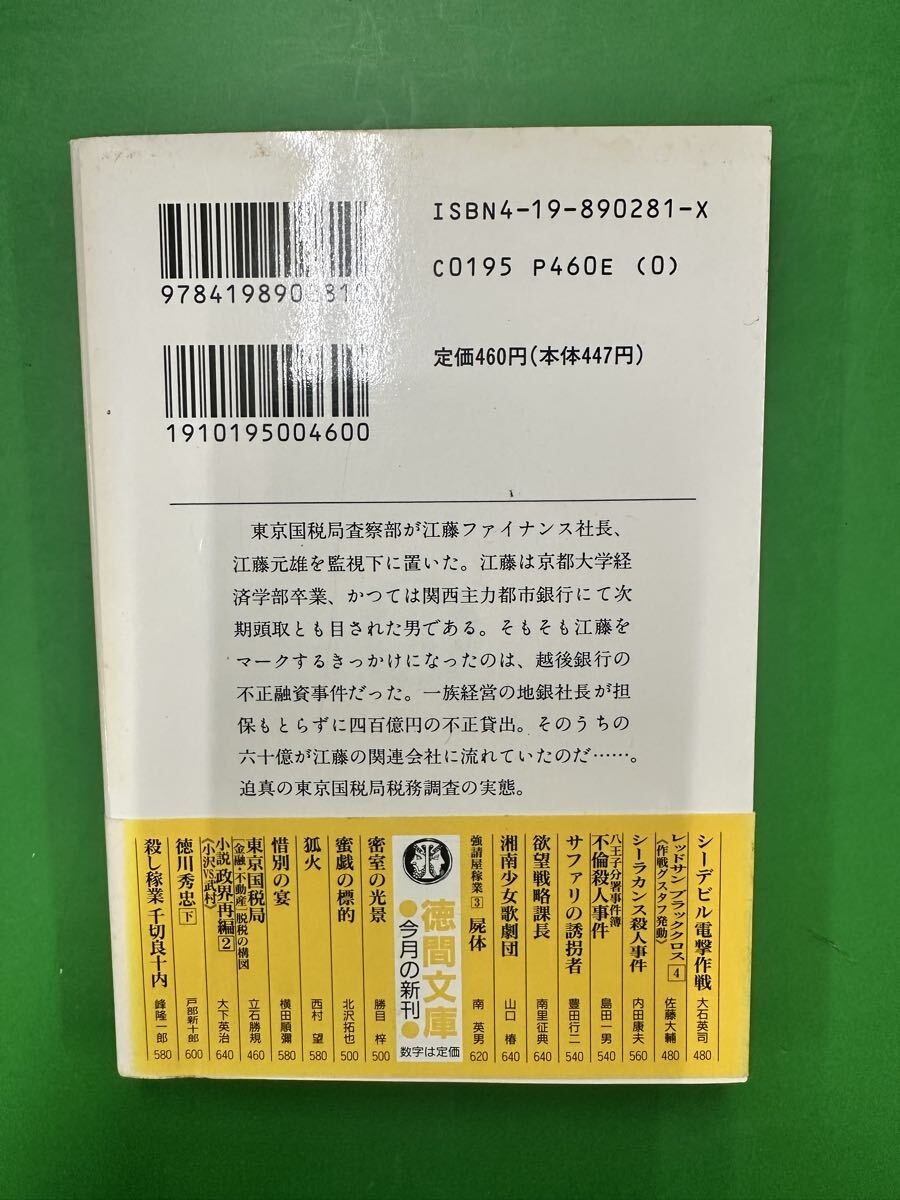 ISBN4-19-890281-X
C0195 P460E (0)
定価460円(本体447円)
1910195004600
東京国税局査察部が江藤ファイナンス社長、
江藤元雄を監視下に置いた。江藤は京都大学経
済学部卒業、かつては関西主力都市銀行にて次
期頭取とも目された男である。そもそも江藤を
マークするきっかけになったのは、越後銀行の
不正融資事件だった。一族経営の地銀社長が担
保もとらずに四百億円の不正貸出。そのうちの
六十億が江藤の関連会社に流れていたのだ……。
迫真の東京国税局税務調査の実態。
シーデビル電撃作戦 大石英司 480
レッドサンブラッククロス4 佐藤大輔 480
《作戦グスタフ発動》
シーラカンス殺人事件 内田康夫 560
八王子分署事件簿
不倫殺人事件 島田一男 540
サファリの誘拐者 豊田行二 540
欲望戦略課長 南里征典 640
湘南少女歌劇団 山口 椿 640
強請屋稼業3 屍体 南 英男 620
徳間文庫
●今月の新刊●
数字は定価
密室の光景 勝目 梓 500
蜜戯の標的 北沢拓也 500
狐火 西村 望 580
惜別の宴 横田順彌 580
東京国税局 立石勝規 460
[金融・不動産]脱税の構図
小説 政界再編2 大下英治 640
《小沢VS.武村》
徳川秀忠 下 戸部新十郎 600
殺し稼業 千切良十内 峰隆一郎 580